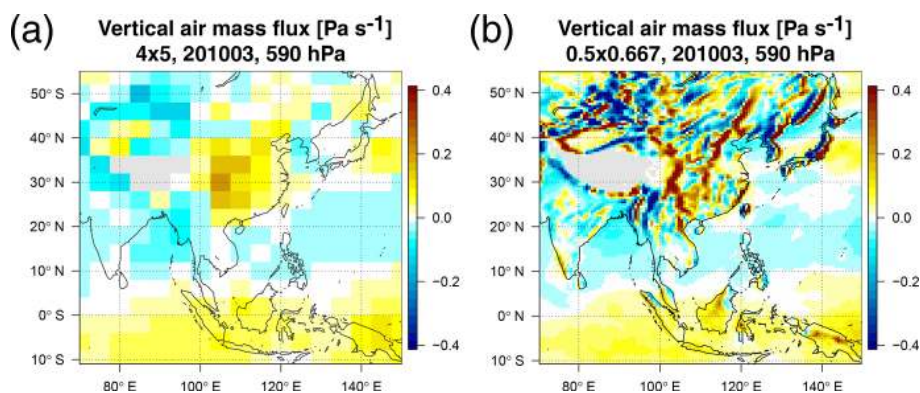 (a)
Vertical air mass flux [Pa s⁻¹]
4x5, 201003, 590 hPa
50° S
40° N
30° N
20° N
10° N
0° S
10° S
80° E
100° E
120° E
140° E
0.4
0.2
0.0
−0.2
−0.4
(b)
Vertical air mass flux [Pa s⁻¹]
0.5x0.667, 201003, 590 hPa
50° S
40° N
30° N
20° N
10° N
0° S
10° S
80° E
100° E
120° E
140° E
0.4
0.2
0.0
−0.2
−0.4